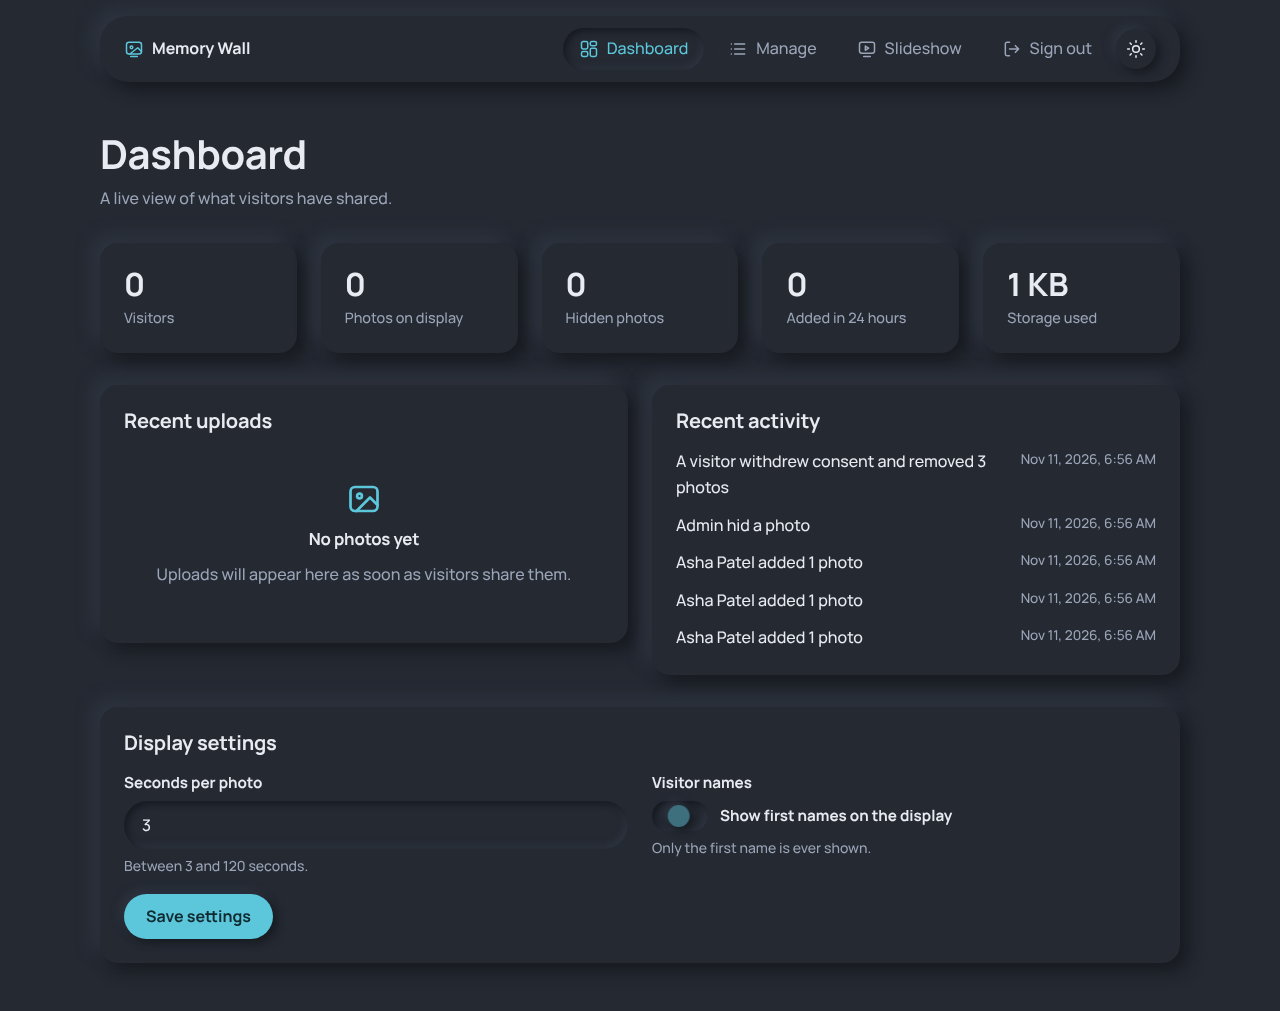 Memory Wall
Dashboard
Manage
Slideshow
Sign out
Dashboard
A live view of what visitors have shared.
0
Visitors
0
Photos on display
0
Hidden photos
0
Added in 24 hours
1 KB
Storage used
Recent uploads
No photos yet
Uploads will appear here as soon as visitors share them.
Recent activity
A visitor withdrew consent and removed 3
photos
Nov 11, 2026, 6:56 AM
Admin hid a photo
Nov 11, 2026, 6:56 AM
Asha Patel added 1 photo
Nov 11, 2026, 6:56 AM
Asha Patel added 1 photo
Nov 11, 2026, 6:56 AM
Asha Patel added 1 photo
Nov 11, 2026, 6:56 AM
Display settings
Seconds per photo
3
Between 3 and 120 seconds.
Visitor names
Show first names on the display
Only the first name is ever shown.
Save settings